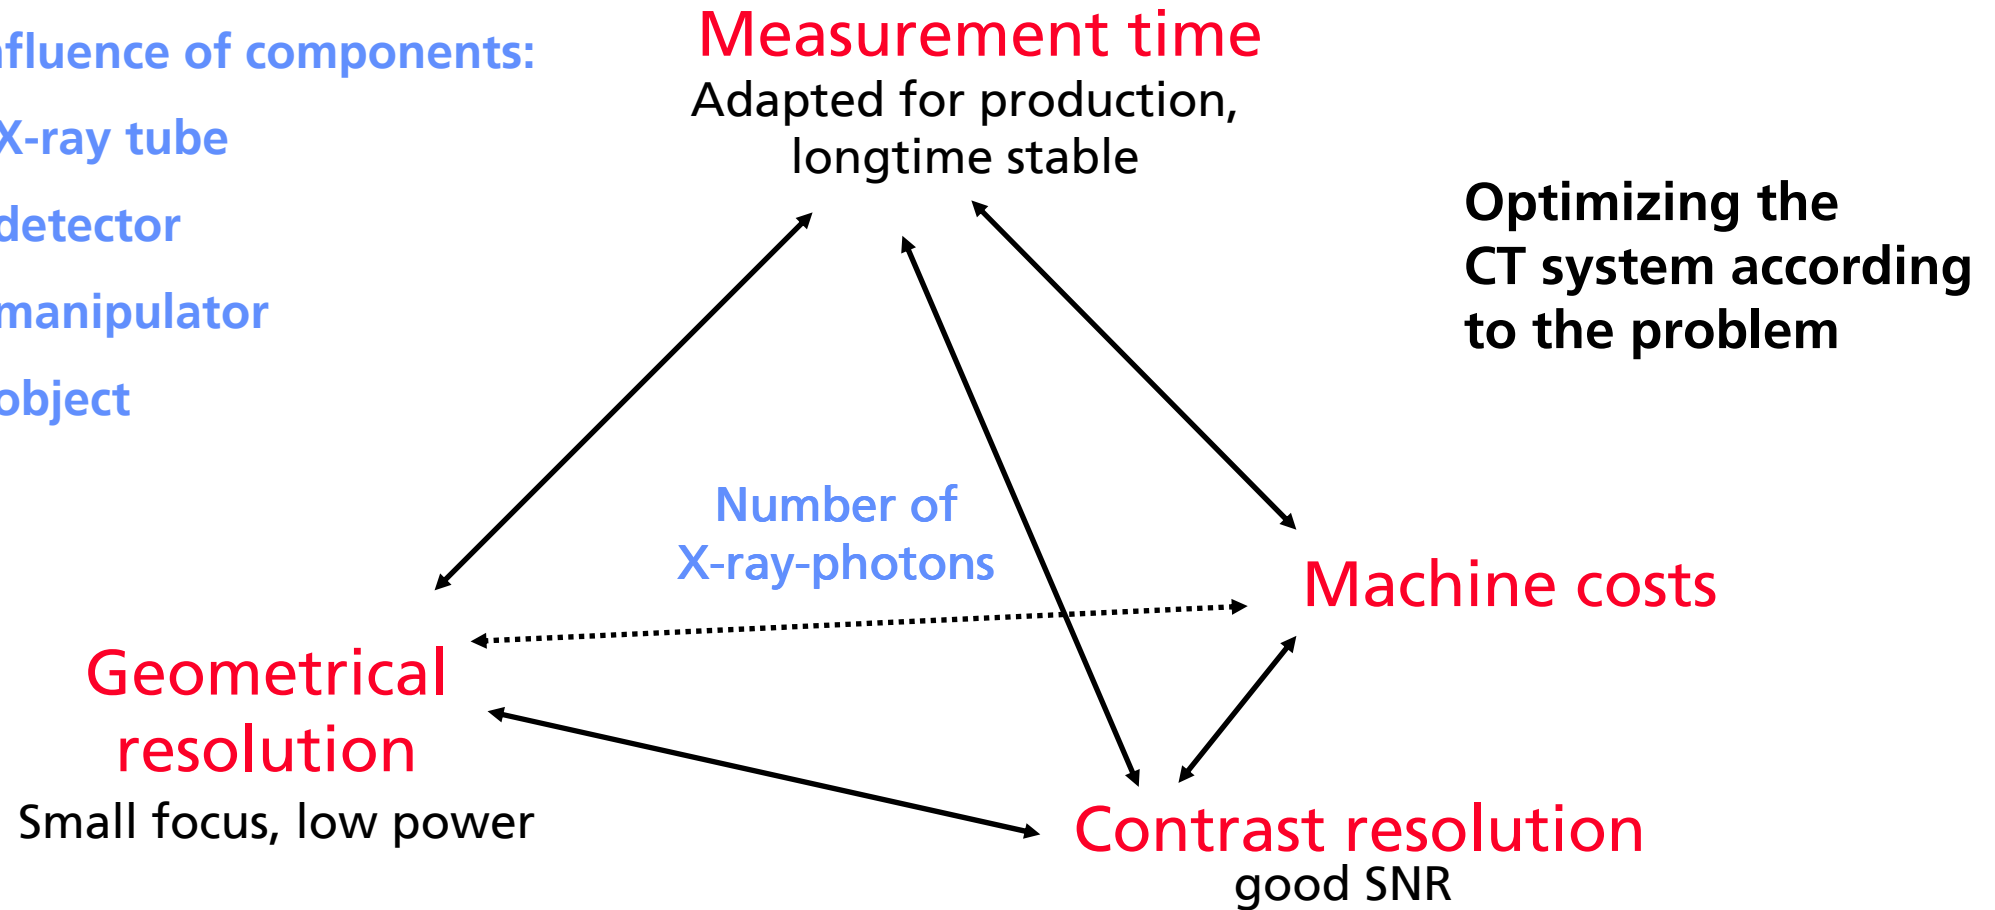 nfluence of components:
X-ray tube
detector
manipulator
object
Measurement time
Adapted for production,
longtime stable
Optimizing the
CT system according
to the problem
Number of
X-ray-photons
Machine costs
Geometrical
resolution
Small focus, low power
Contrast resolution
good SNR